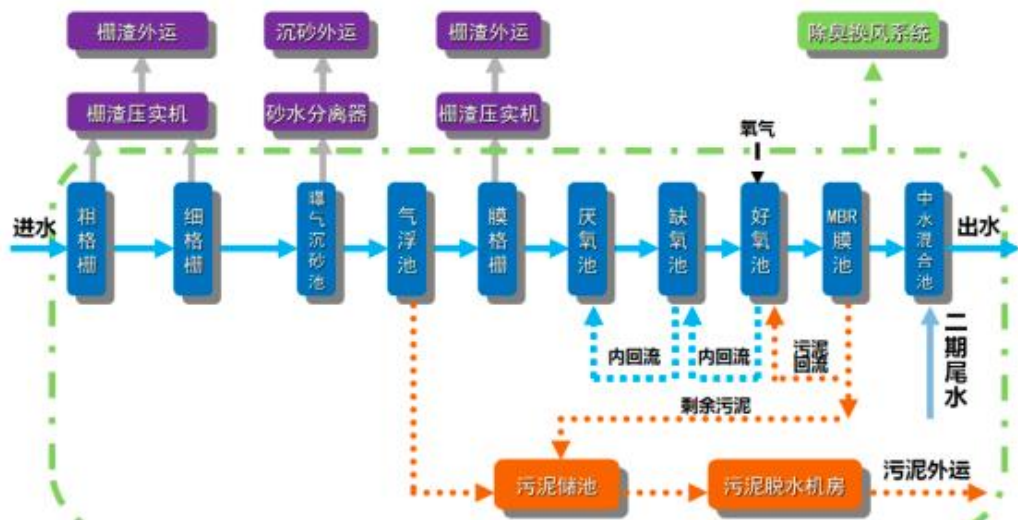 栅渣外运
沉砂外运
栅渣外运
除臭换风系统
栅渣压实机
砂水分离器
栅渣压实机
氧气
进水
粗格栅
细格栅
曝气沉砂池
气浮池
膜格栅
厌氧池
缺氧池
好氧池
MBR
膜池
中水混合池
出水
内回流
内回流
污泥
回流
二期尾水
剩余污泥
污泥储池
污泥脱水机房
污泥外运